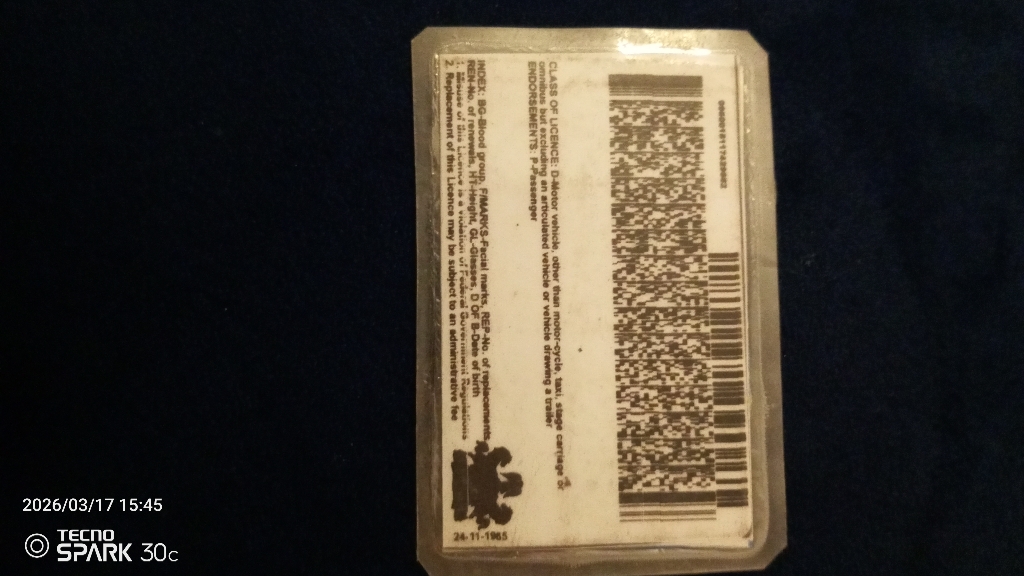 CLASS OF LICENCE: D-Motor vehicle, other than motor-cycle, taxi, stage carriage or
omnibus but excluding an articulated vehicle or vehicle drawing a trailer
ENDORSEMENTS: P-Passenger
INDEX: BG-Blood group, F/MARKS-Facial marks, REP-No. of replacements,
REN-No. of renewals, HT-Height, GL-Glasses, D OF B-Date of birth
1. Misuse of this Licence is a violation of Federal Government Regulations
2. Replacement of this Licence may be subject to an administrative fee
24-11-1965
2026/03/17 15:45
TECNO
SPARK 30C